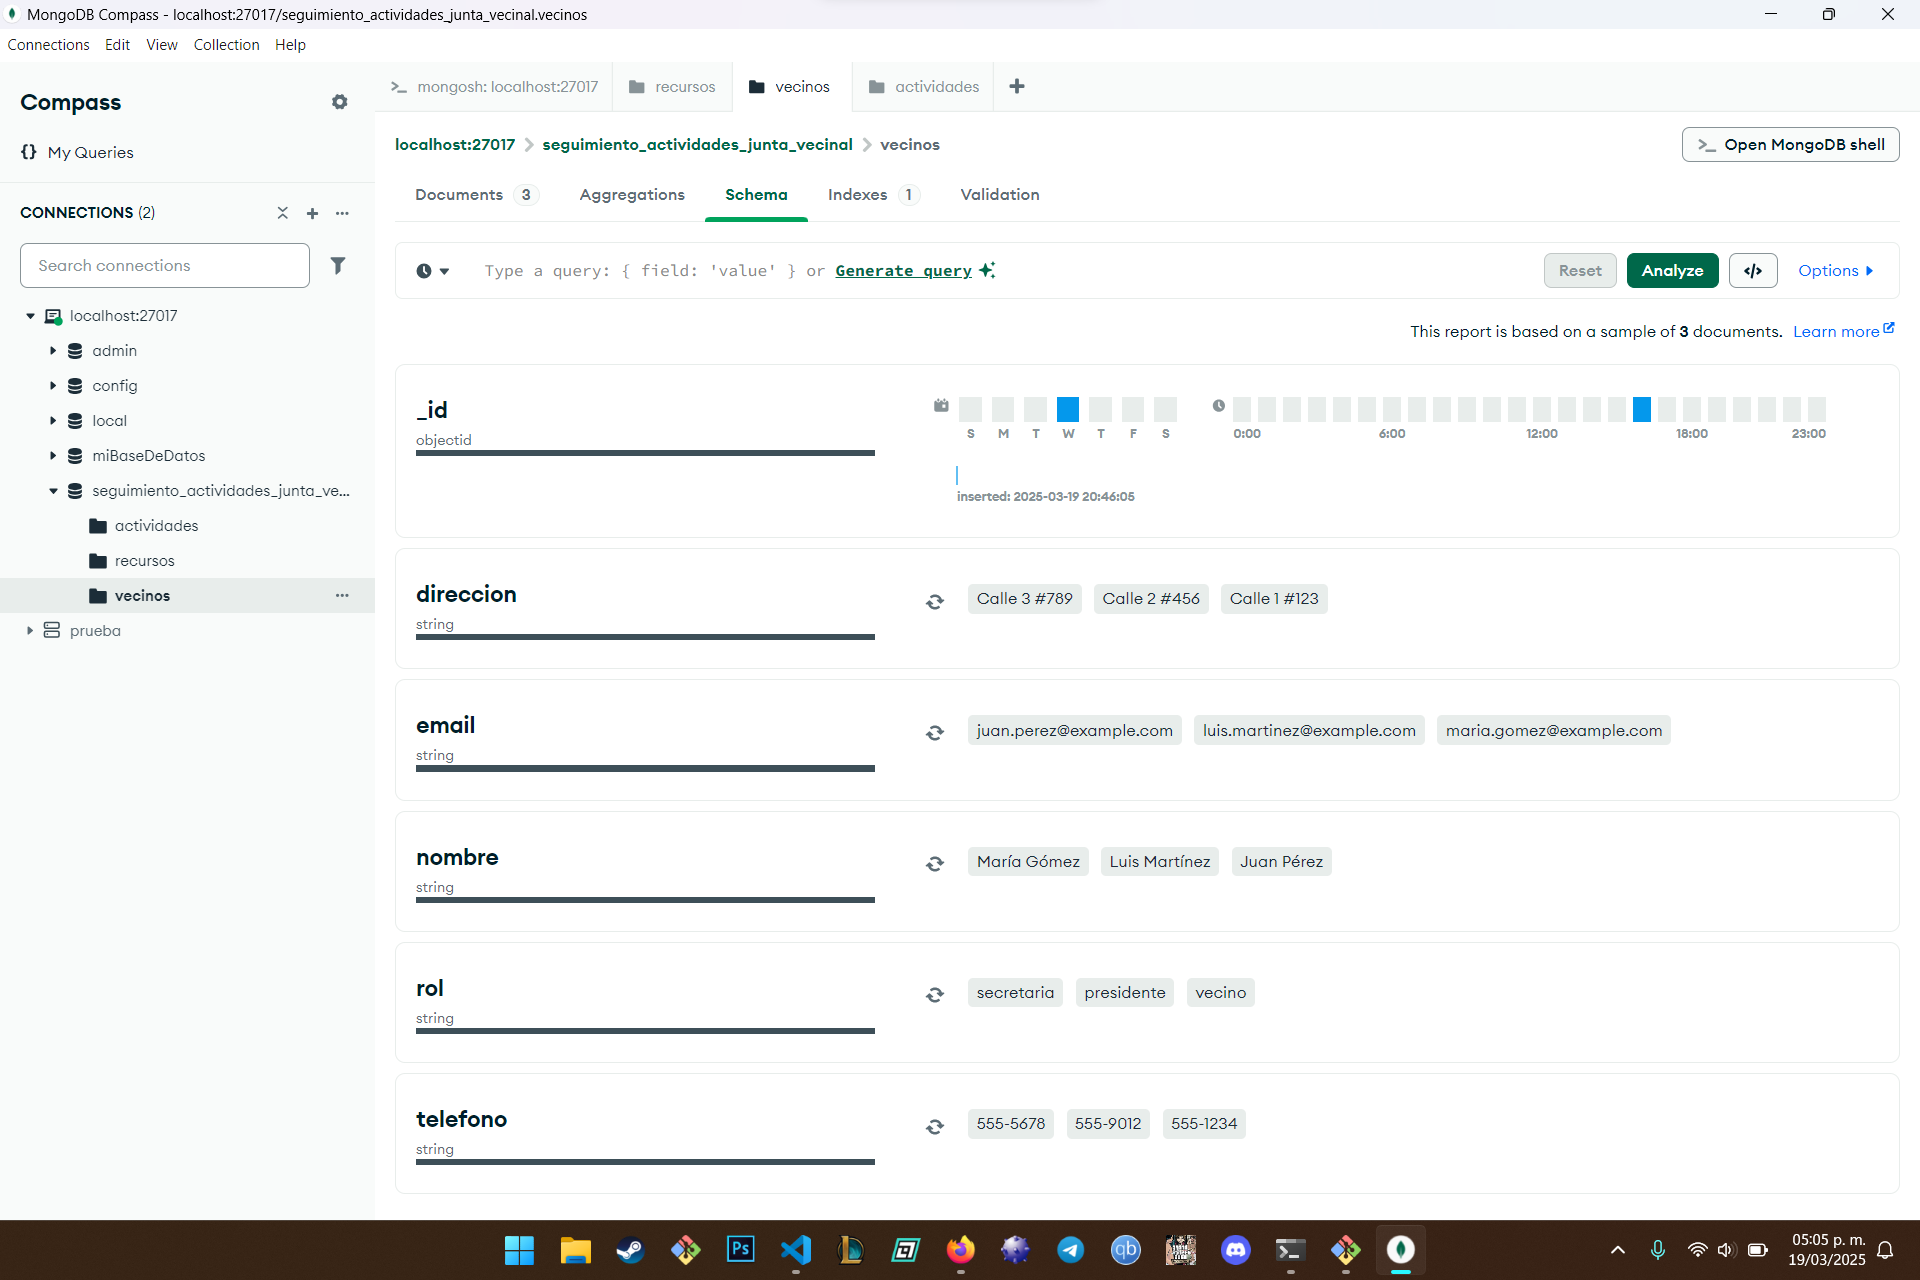 MongoDB Compass - localhost:27017/seguimiento_actividades_junta_vecinal.vecinos
Connections Edit View Collection Help
Compass
My Queries
CONNECTIONS (2)
Search connections
localhost:27017
admin
config
local
miBaseDeDatos
seguimiento_actividades_junta_ve...
actividades
recursos
vecinos
prueba
mongosh: localhost:27017 recursos vecinos actividades
localhost:27017 seguimiento_actividades_junta_vecinal vecinos
>_ Open MongoDB shell
Documents 3 Aggregations Schema Indexes 1 Validation
Type a query: { field: 'value' } or Generate query
Reset Analyze </> Options
This report is based on a sample of 3 documents. Learn more
_id
objectid
S M T W T F S
0:00 6:00 12:00 18:00 23:00
inserted: 2025-03-19 20:46:05
direccion
string
Calle 3 #789 Calle 2 #456 Calle 1 #123
email
string
juan.perez@example.com luis.martinez@example.com maria.gomez@example.com
nombre
string
María Gómez Luis Martínez Juan Pérez
rol
string
secretaria presidente vecino
telefono
string
555-5678 555-9012 555-1234
Ps
qb
05:05 p. m.
19/03/2025